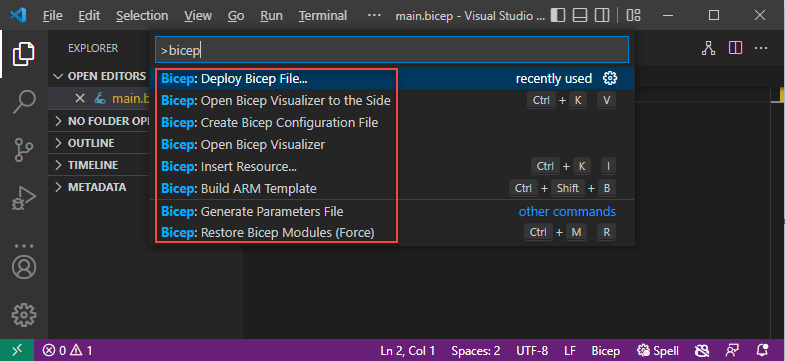 File Edit Selection View Go Run Terminal ··· main.bicep - Visual Studio ...
EXPLORER
>bicep
OPEN EDITORS
main.b
NO FOLDER OPE
OUTLINE
TIMELINE
METADATA
Bicep: Deploy Bicep File... recently used
Bicep: Open Bicep Visualizer to the Side Ctrl + K V
Bicep: Create Bicep Configuration File
Bicep: Open Bicep Visualizer
Bicep: Insert Resource... Ctrl + K I
Bicep: Build ARM Template Ctrl + Shift + B
Bicep: Generate Parameters File other commands
Bicep: Restore Bicep Modules (Force) Ctrl + M R
0 1 Ln 2, Col 1 Spaces: 2 UTF-8 LF Bicep Spell